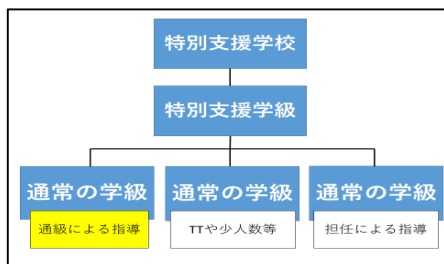 特別支援学校
特別支援学級
通常の学級
通級による指導
通常の学級
TTや少人数等
通常の学級
担任による指導